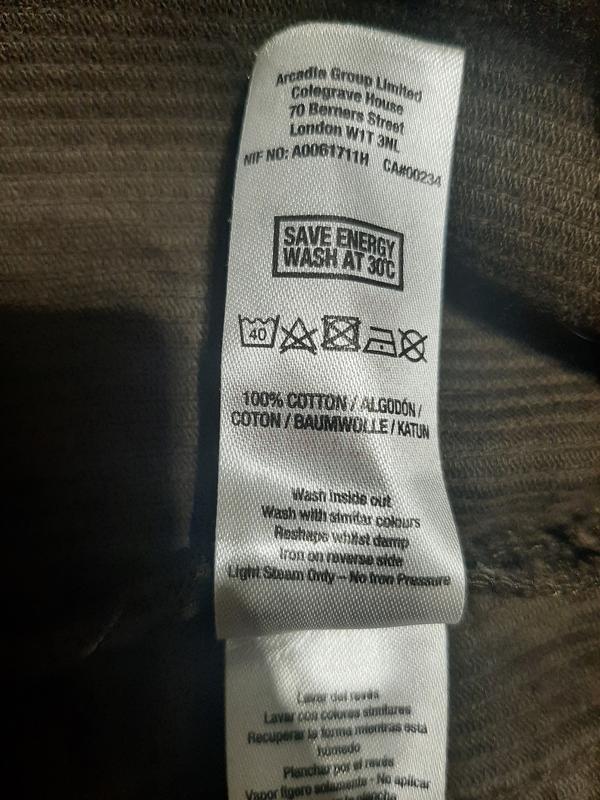 Arcadia Group Limited
Colegrave House
70 Berners Street
London W1T 3NL
NIF NO: A0061711H CA#00234
SAVE ENERGY
WASH AT 30°C
40
100% COTTON / ALGODÓN /
COTON / BAUMWOLLE / KATUN
Wash inside out
Wash with similar colours
Reshape whilst damp
Iron on reverse side
Light Steam Only – No Iron Pressure
Lavar del revés
Lavar con colores similares
Recuperar la forma mientras está
húmedo
Planchar por el revés
Vapor ligero solamente - No aplicar
plancha